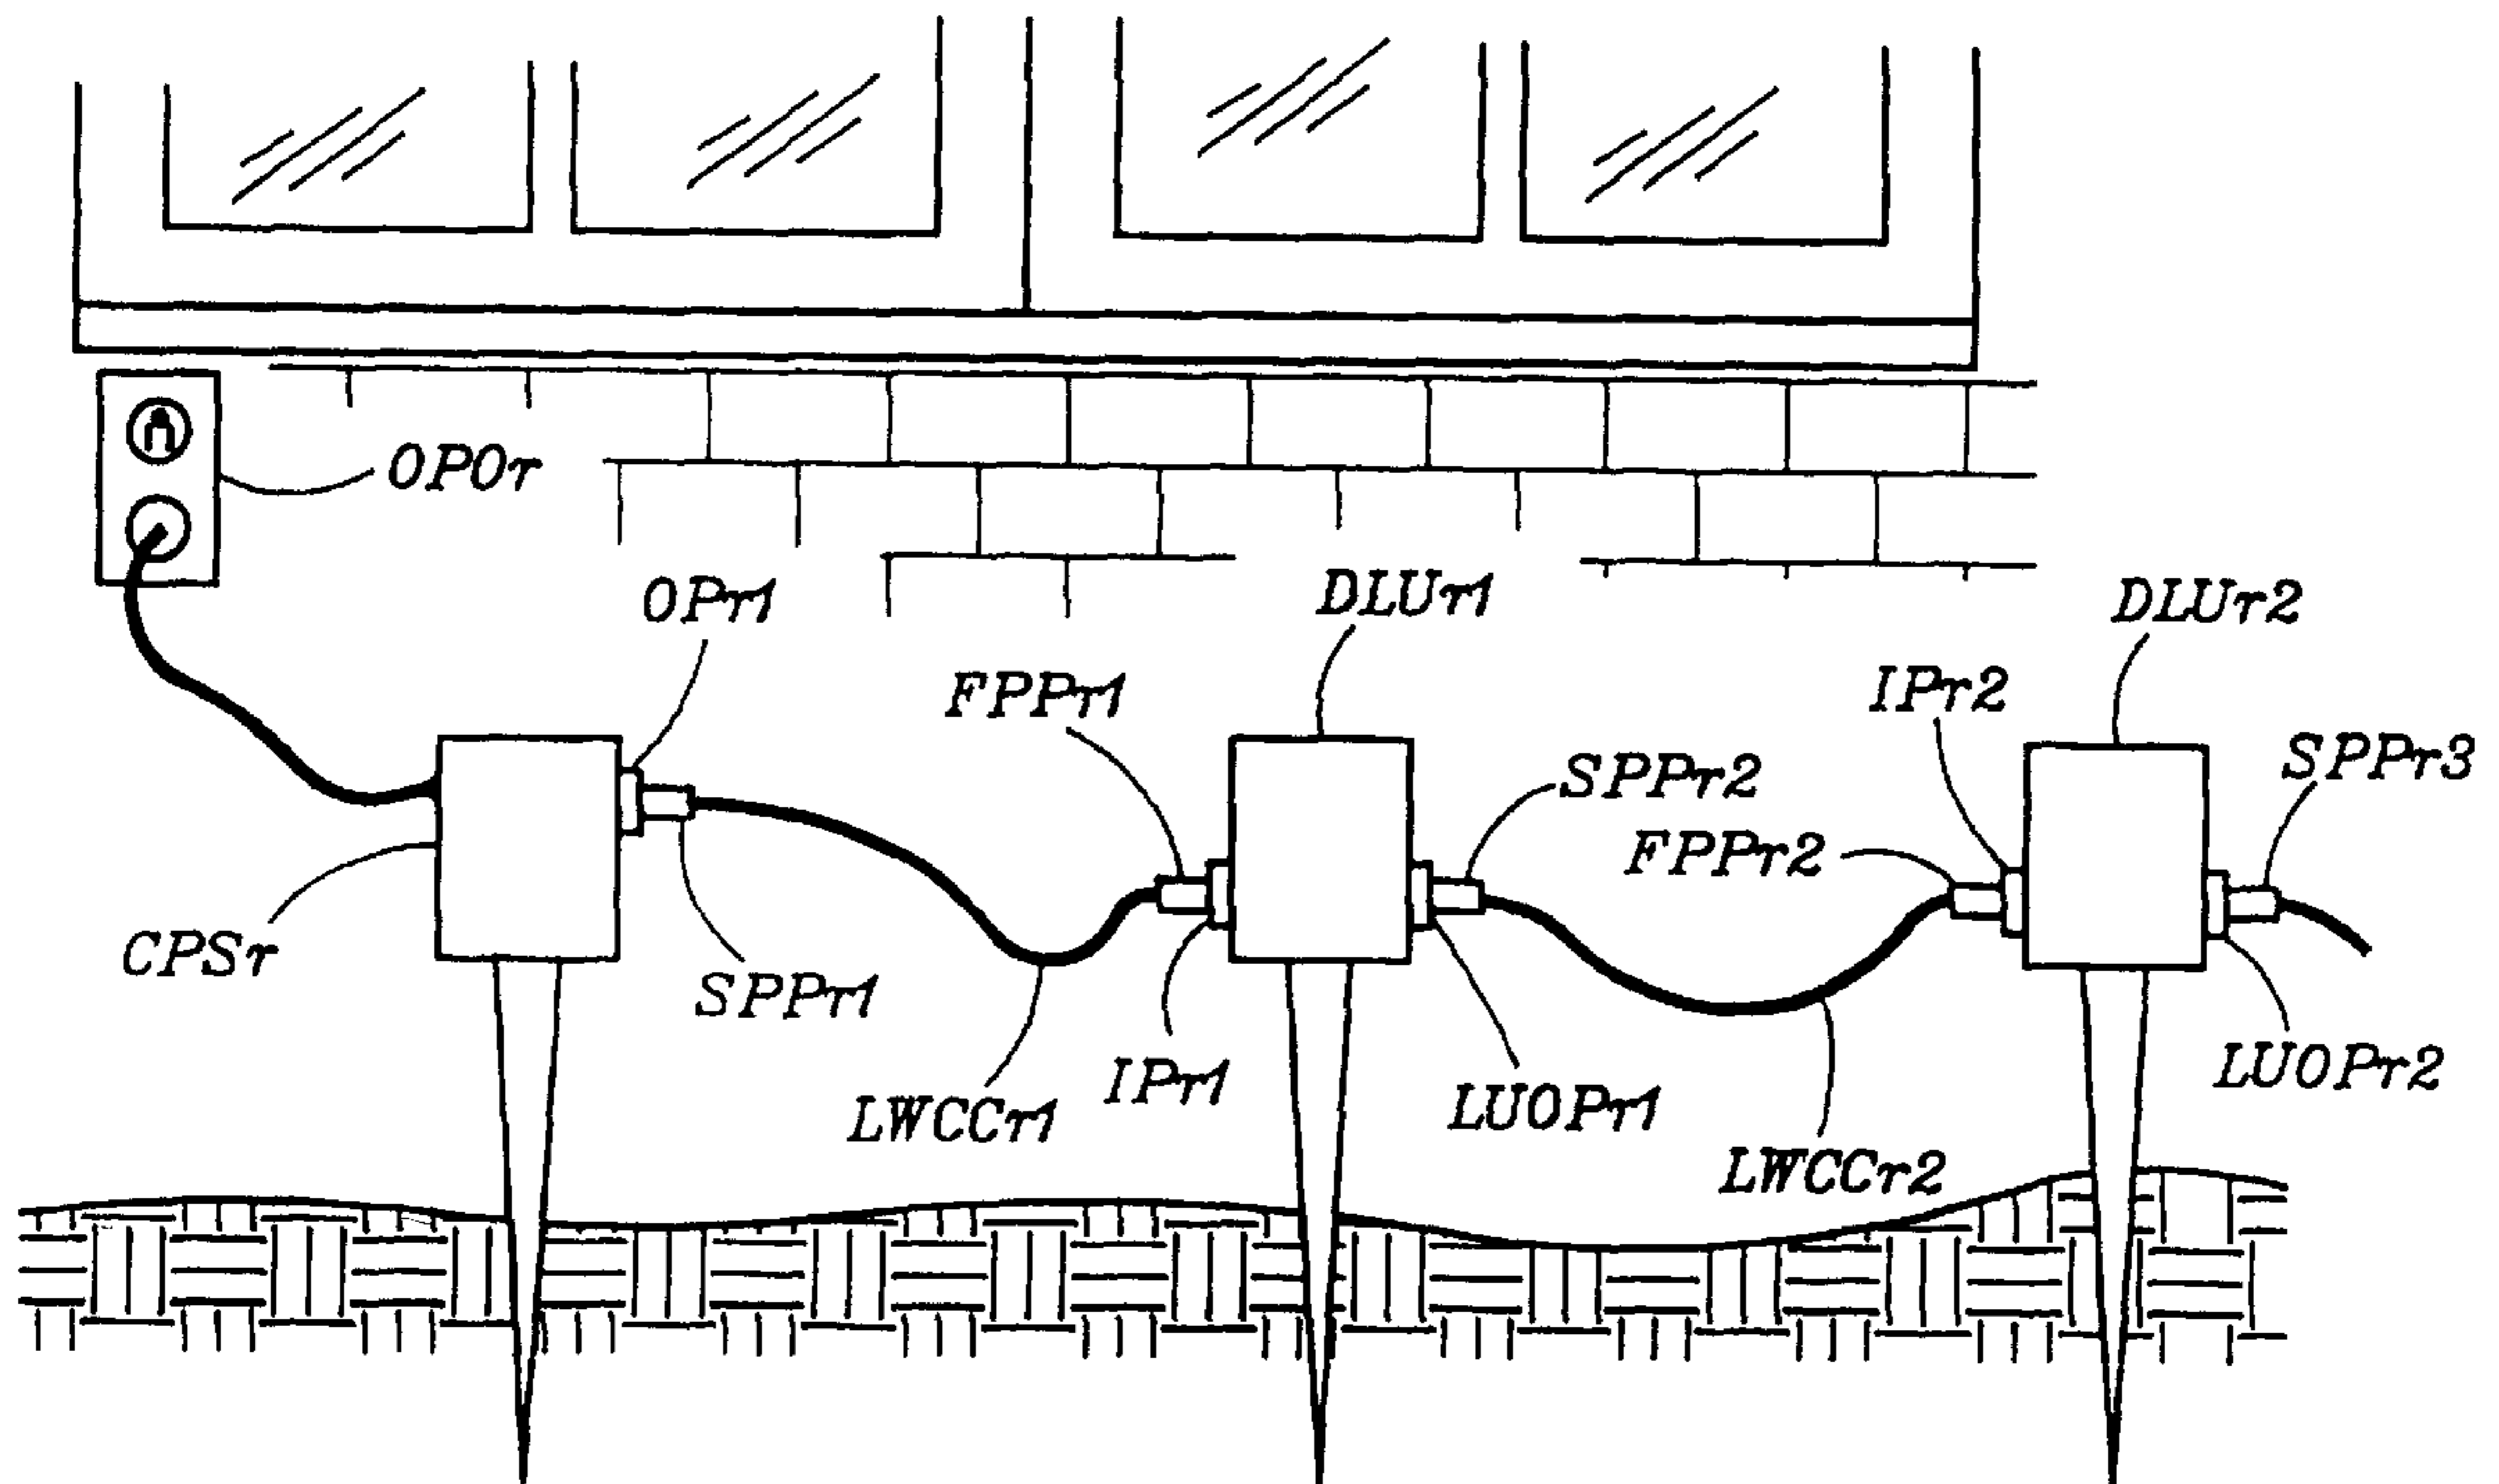 OPOr
OPr1
DLUr1
DLUr2
FPPr1
IPr2
SPPr2
SPPr3
FPPr2
CPSr
SPPr1
IPr1
LUOPr1
LUOPr2
LWCCr1
LWCCr2